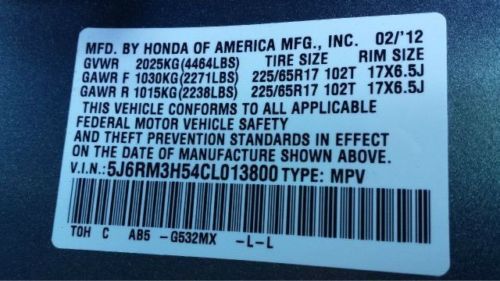 MFD. BY HONDA OF AMERICA MFG., INC. 02/'12
GVWR 2025KG(4464LBS) TIRE SIZE RIM SIZE
GAWR F 1030KG(2271LBS) 225/65R17 102T 17X6.5J
GAWR R 1015KG(2238LBS) 225/65R17 102T 17X6.5J
THIS VEHICLE CONFORMS TO ALL APPLICABLE
FEDERAL MOTOR VEHICLE SAFETY
AND THEFT PREVENTION STANDARDS IN EFFECT
ON THE DATE OF MANUFACTURE SHOWN ABOVE.
V.I.N.:5J6RM3H54CL013800 TYPE: MPV
TOH C AB5 -G532MX -L-L